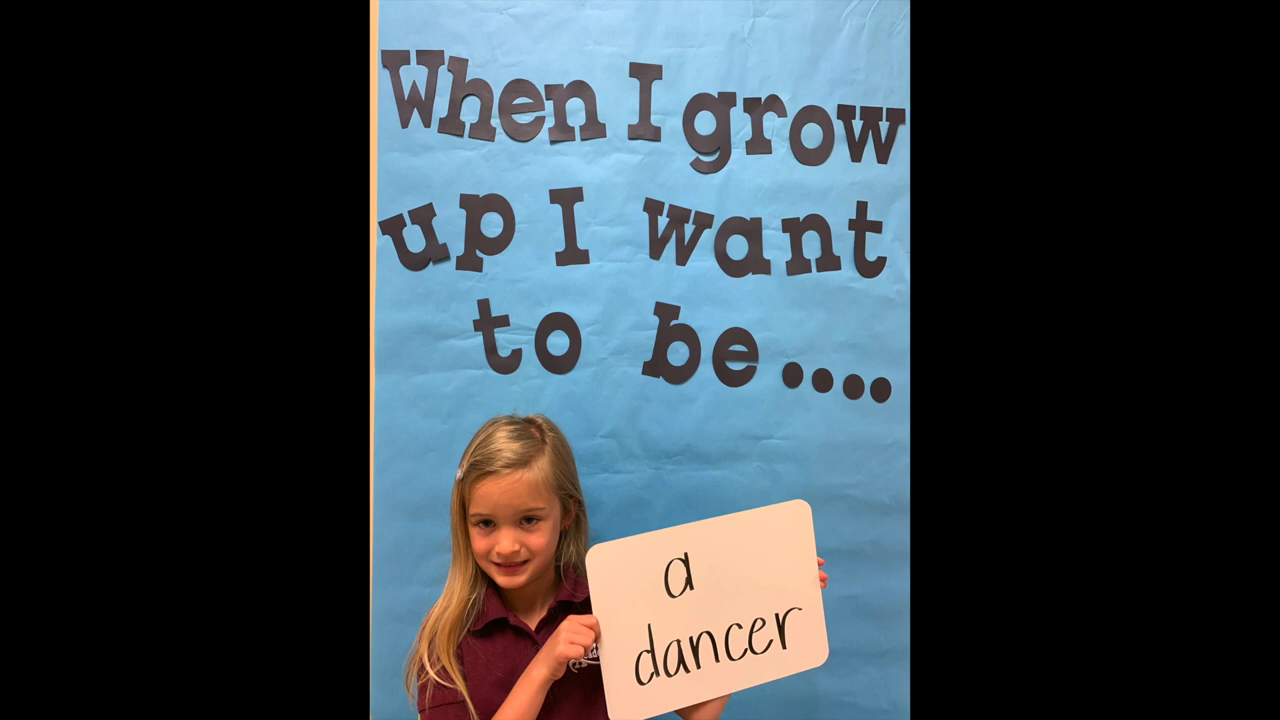 When I grow
up I want
to be....
a
dancer